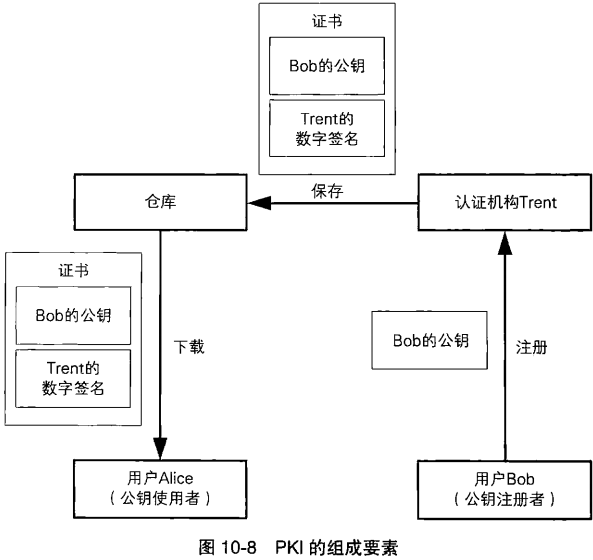 证书
Bob的公钥
Trent的
数字签名
仓库
保存
认证机构Trent
证书
Bob的公钥
Trent的
数字签名
下载
Bob的公钥
注册
用户Alice
（公钥使用者）
用户Bob
（公钥注册者）
图 10-8 PKI 的组成要素